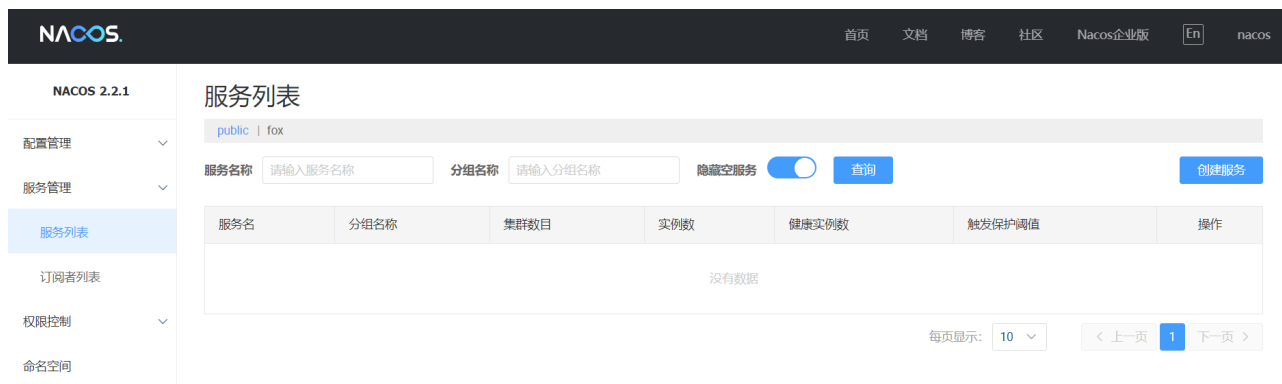 NACOS. 首页 文档 博客 社区 Nacos企业版 En nacos
NACOS 2.2.1
配置管理
服务管理
服务列表
订阅者列表
权限控制
命名空间
服务列表
public | fox
服务名称 请输入服务名称 分组名称 请输入分组名称 隐藏空服务 查询 创建服务
服务名 分组名称 集群数目 实例数 健康实例数 触发保护阈值 操作
没有数据
每页显示: 10 < 上一页 1 下一页 >